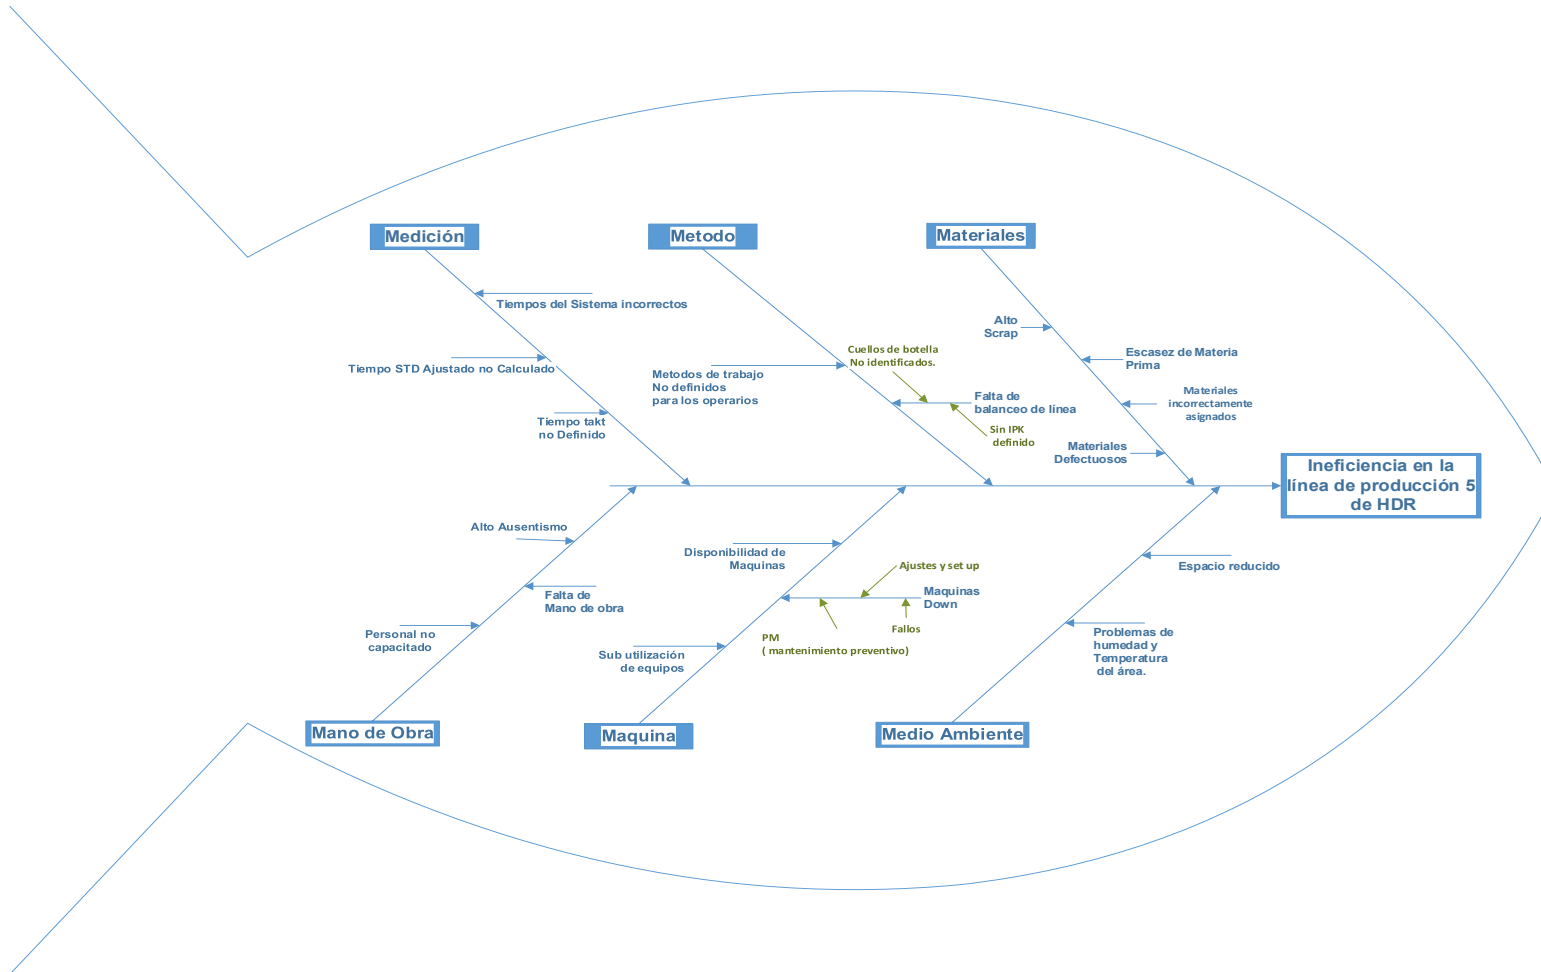 Medición
Metodo
Materiales
Tiempos del Sistema incorrectos
Tiempo STD Ajustado no Calculado
Tiempo takt
no Definido
Metodos de trabajo
No definidos
para los operarios
Cuellos de botella
No identificados.
Falta de
balanceo de línea
Sin IPK
definido
Alto
Scrap
Escasez de Materia
Prima
Materiales
incorrectamente
asignados
Materiales
Defectuosos
Ineficiencia en la
línea de producción 5
de HDR
Alto Ausentismo
Falta de
Mano de obra
Personal no
capacitado
Disponibilidad de
Maquinas
Ajustes y set up
Maquinas
Down
Fallos
PM
( mantenimiento preventivo)
Sub utilización
de equipos
Espacio reducido
Problemas de
humedad y
Temperatura
del área.
Mano de Obra
Maquina
Medio Ambiente